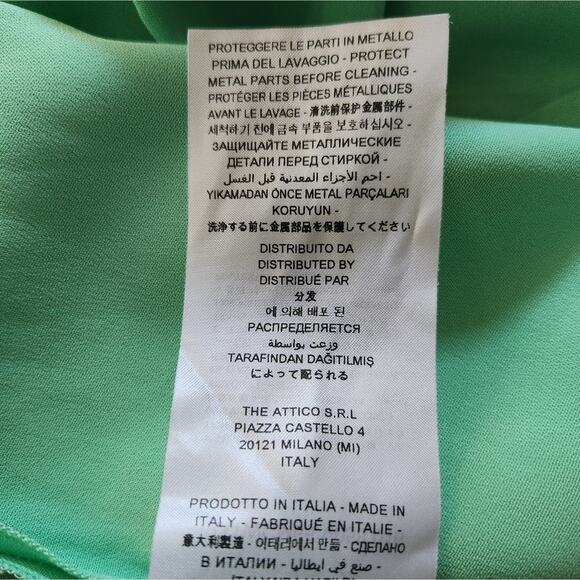 PROTEGGERE LE PARTI IN METALLO
PRIMA DEL LAVAGGIO - PROTECT
METAL PARTS BEFORE CLEANING -
PROTÉGER LES PIÈCES MÉTALLIQUES
AVANT LE LAVAGE - 清洗前保护金属部件 -
세척하기 전에 금속 부품을 보호하십시오 -
ЗАЩИЩАЙТЕ МЕТАЛЛИЧЕСКИЕ
ДЕТАЛИ ПЕРЕД СТИРКОЙ -
احم الأجزاء المعدنية قبل الغسل -
YIKAMADAN ÖNCE METAL PARÇALARI
KORUYUN -
洗浄する前に金属部品を保護してください
DISTRIBUITO DA
DISTRIBUTED BY
DISTRIBUÉ PAR
分发
에 의해 배포 된
РАСПРЕДЕЛЯЕТСЯ
وزعت بواسطة
TARAFINDAN DAĞITILMIŞ
によって配られる
THE ATTICO S.R.L
PIAZZA CASTELLO 4
20121 MILANO (MI)
ITALY
PRODOTTO IN ITALIA - MADE IN
ITALY - FABRIQUÉ EN ITALIE -
意大利製造 - 이태리에서 만든 - СДЕЛАНО
В ИТАЛИИ - صنع في ايطاليا -